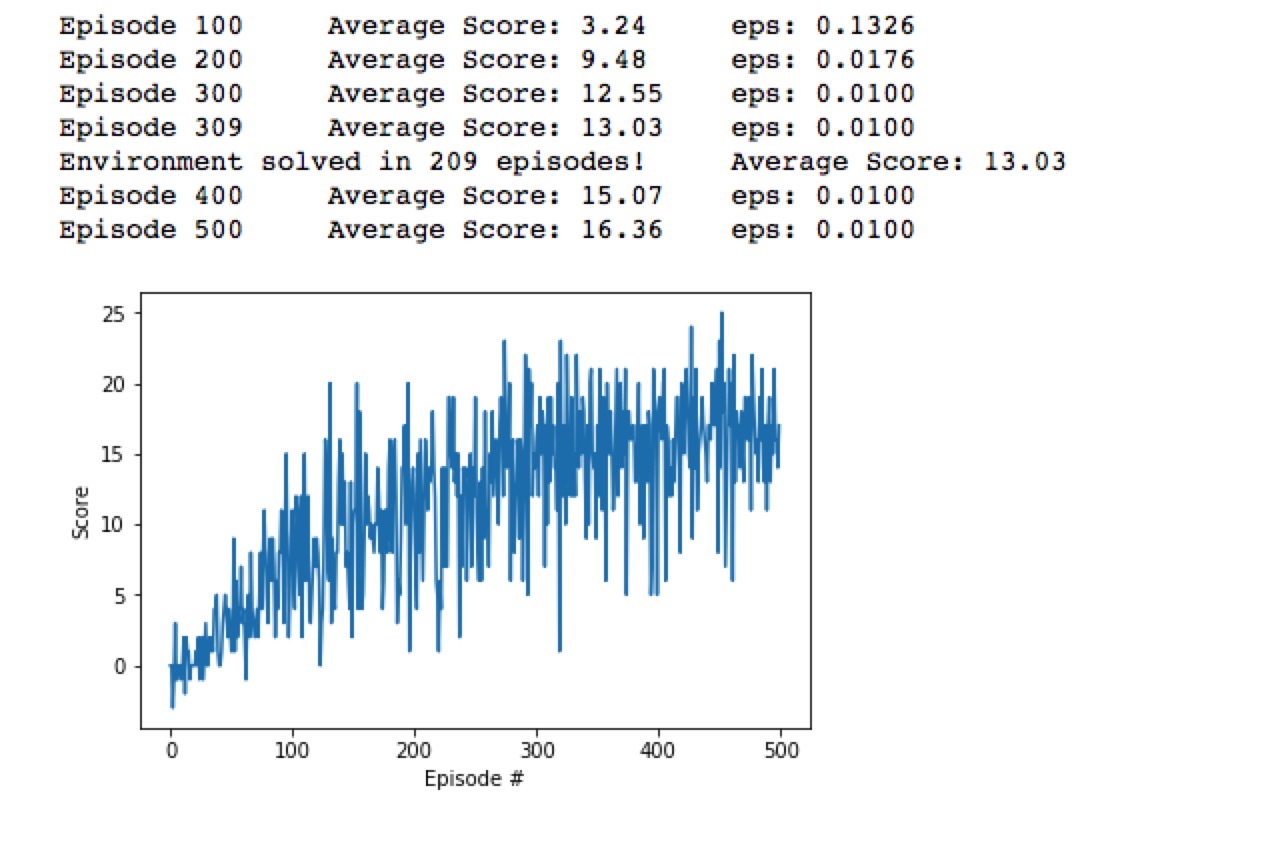 Episode 100 Average Score: 3.24 eps: 0.1326
Episode 200 Average Score: 9.48 eps: 0.0176
Episode 300 Average Score: 12.55 eps: 0.0100
Episode 309 Average Score: 13.03 eps: 0.0100
Environment solved in 209 episodes! Average Score: 13.03
Episode 400 Average Score: 15.07 eps: 0.0100
Episode 500 Average Score: 16.36 eps: 0.0100
25
20
15
10
5
0
Score
0 100 200 300 400 500
Episode #